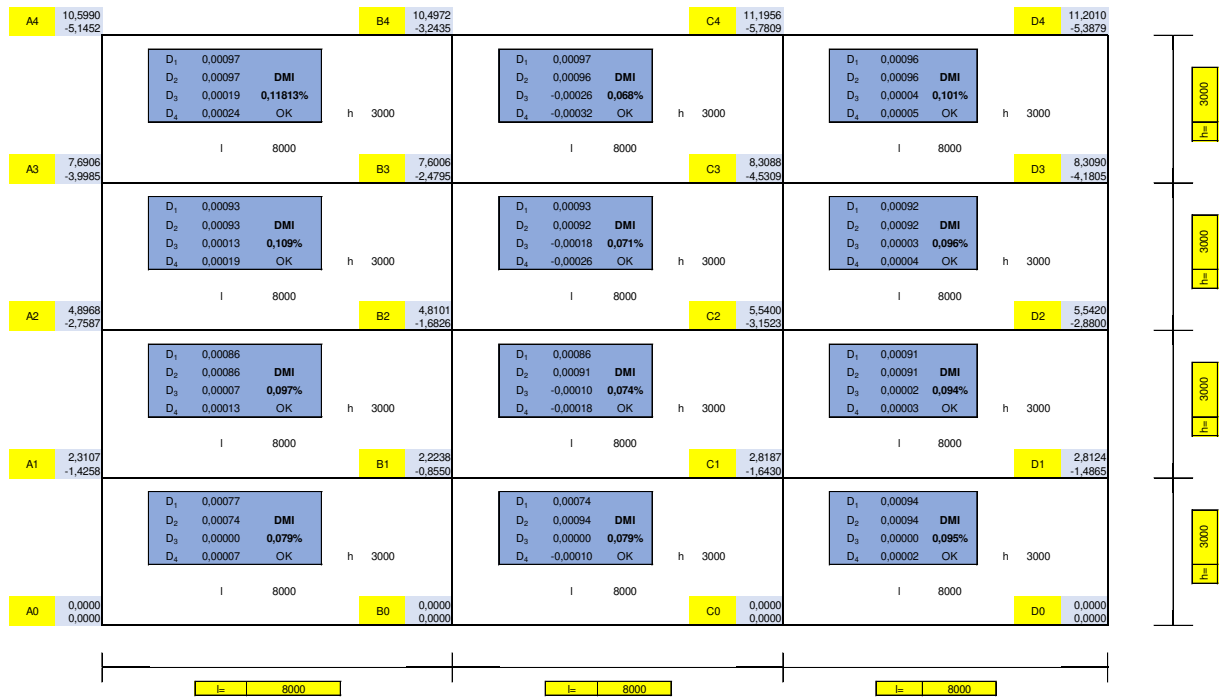 A4 10,5990 B4 10,4972 C4 11,1956 D4 11,2010
-5,1452 -3,2435 -5,7809 -5,3879
D₁ 0,00097 D₁ 0,00097 D₁ 0,00096
D₂ 0,00097 DMI D₂ 0,00096 DMI D₂ 0,00096 DMI
D₃ 0,00019 0,11813% D₃ -0,00026 0,068% D₃ 0,00004 0,101%
D₄ 0,00024 OK h 3000 D₄ -0,00032 OK h 3000 D₄ 0,00005 OK h 3000
h= 3000
l 8000 l 8000 l 8000
A3 7,6906 B3 7,6006 C3 8,3088 D3 8,3090
-3,9985 -2,4795 -4,5309 -4,1805
D₁ 0,00093 D₁ 0,00093 D₁ 0,00092
D₂ 0,00093 DMI D₂ 0,00092 DMI D₂ 0,00092 DMI
D₃ 0,00013 0,109% D₃ -0,00018 0,071% D₃ 0,00003 0,096%
D₄ 0,00019 OK h 3000 D₄ -0,00026 OK h 3000 D₄ 0,00004 OK h 3000
h= 3000
l 8000 l 8000 l 8000
A2 4,8968 B2 4,8101 C2 5,5400 D2 5,5420
-2,7587 -1,6826 -3,1523 -2,8800
D₁ 0,00086 D₁ 0,00086 D₁ 0,00091
D₂ 0,00086 DMI D₂ 0,00091 DMI D₂ 0,00091 DMI
D₃ 0,00007 0,097% D₃ -0,00010 0,074% D₃ 0,00002 0,094%
D₄ 0,00013 OK h 3000 D₄ -0,00018 OK h 3000 D₄ 0,00003 OK h 3000
h= 3000
l 8000 l 8000 l 8000
A1 2,3107 B1 2,2238 C1 2,8187 D1 2,8124
-1,4258 -0,8550 -1,6430 -1,4865
D₁ 0,00077 D₁ 0,00074 D₁ 0,00094
D₂ 0,00074 DMI D₂ 0,00094 DMI D₂ 0,00094 DMI
D₃ 0,00000 0,079% D₃ 0,00000 0,079% D₃ 0,00000 0,095%
D₄ 0,00007 OK h 3000 D₄ -0,00010 OK h 3000 D₄ 0,00002 OK h 3000
h= 3000
l 8000 l 8000 l 8000
A0 0,0000 B0 0,0000 C0 0,0000 D0 0,0000
0,0000 0,0000 0,0000 0,0000
l= 8000 l= 8000 l= 8000